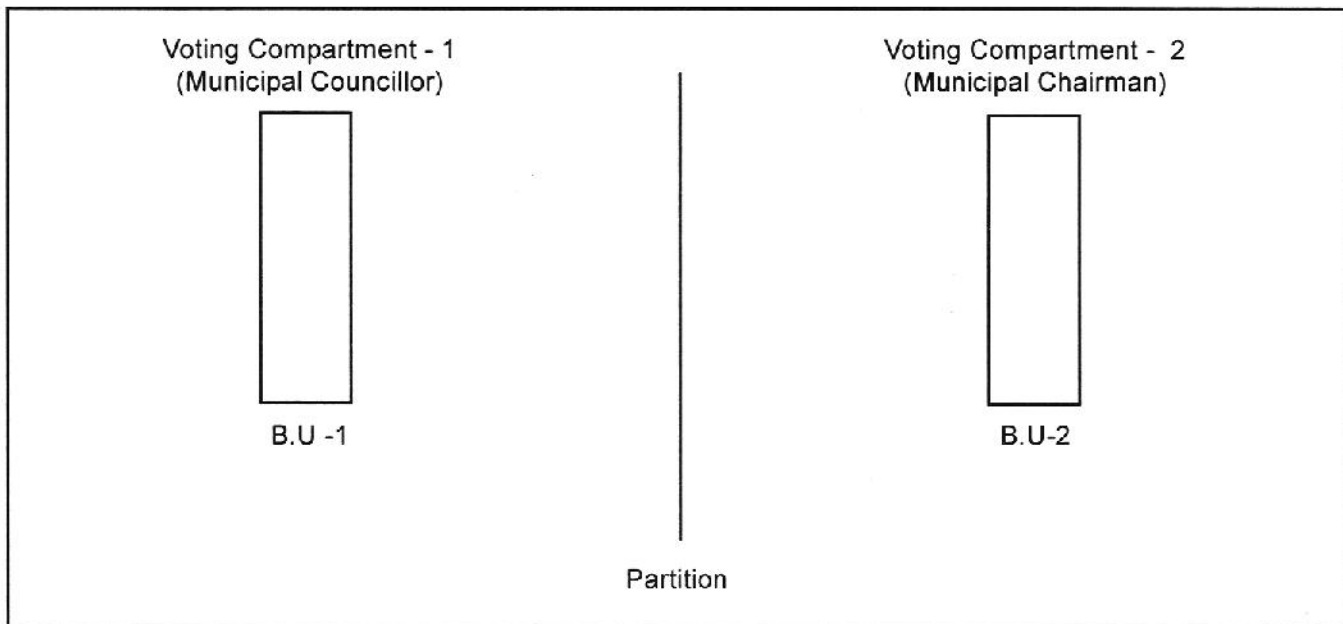 Voting Compartment - 1
(Municipal Councillor)
B.U -1
Voting Compartment - 2
(Municipal Chairman)
B.U-2
Partition